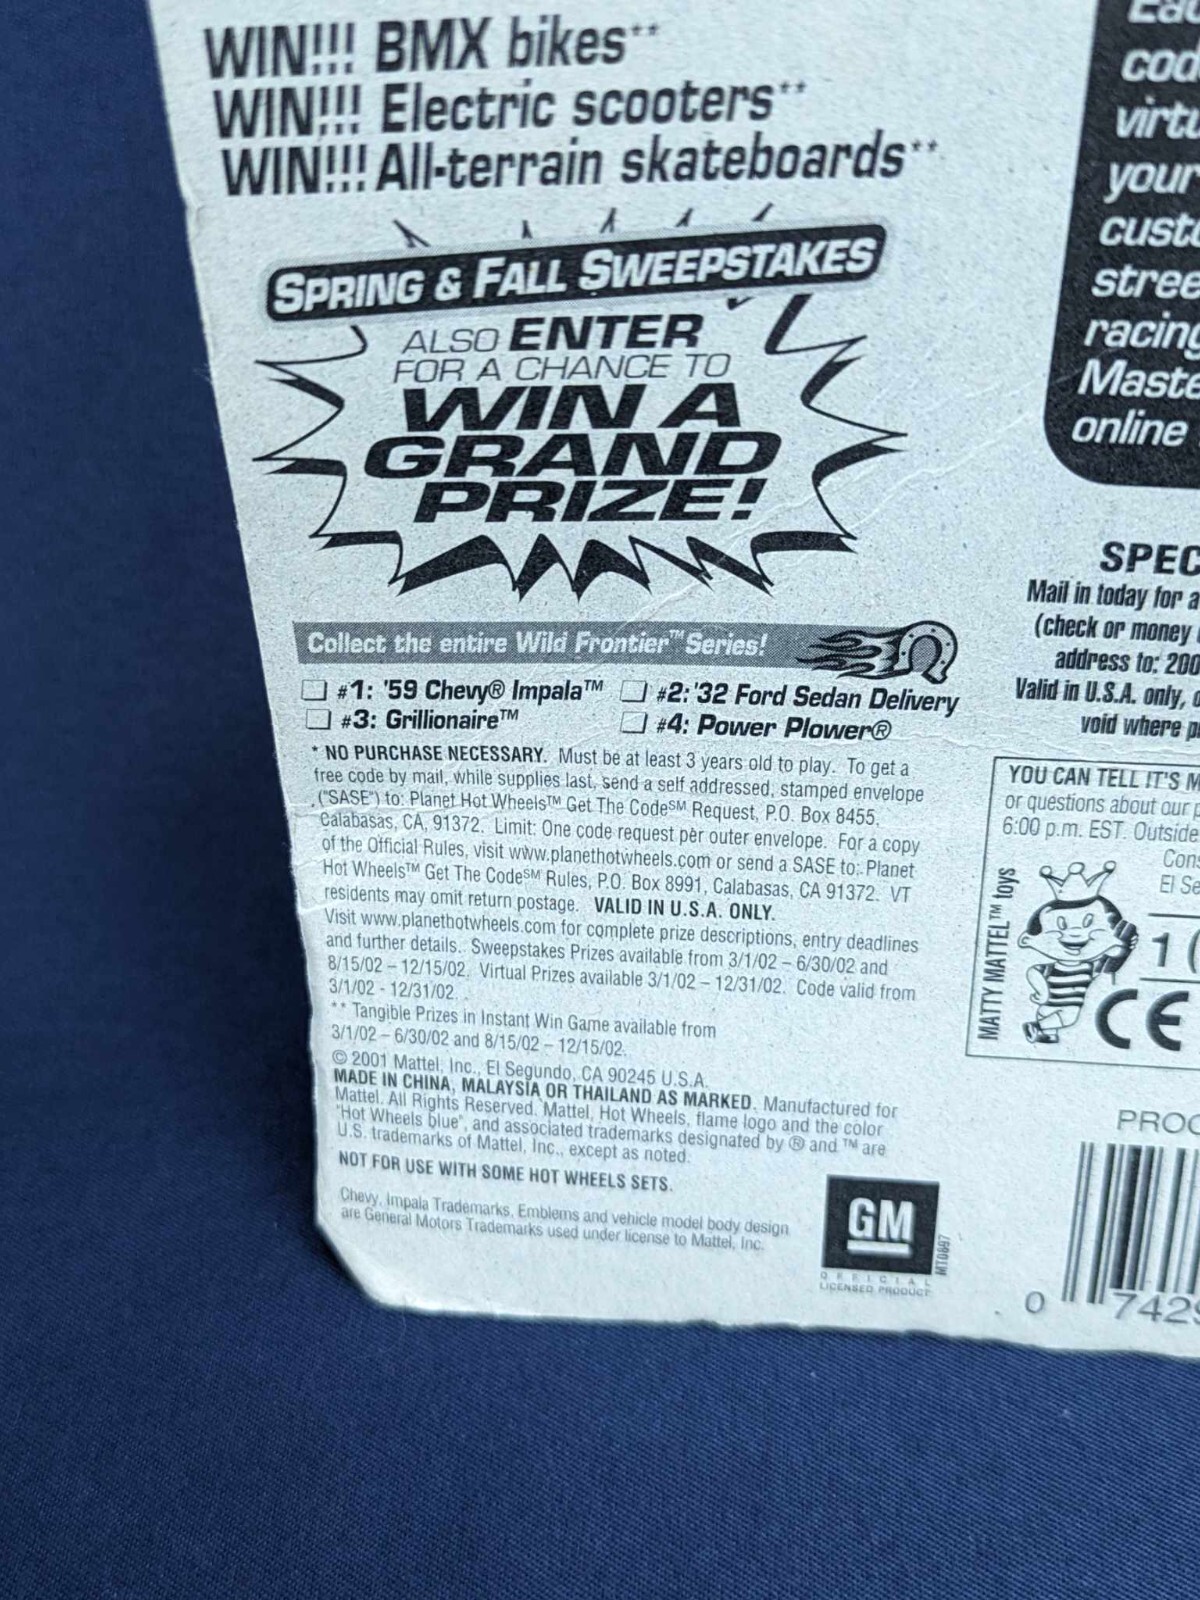 WIN!!! BMX bikes**
WIN!!! Electric scooters**
WIN!!! All-terrain skateboards**
SPRING & FALL SWEEPSTAKES
ALSO ENTER
FOR A CHANCE TO
WIN A
GRAND
PRIZE!
Collect the entire Wild Frontier™ Series!
#1: '59 Chevy® Impala™ #2: '32 Ford Sedan Delivery
#3: Grillionaire™ #4: Power Plower®
* NO PURCHASE NECESSARY. Must be at least 3 years old to play. To get a
free code by mail, while supplies last, send a self addressed, stamped envelope
("SASE") to: Planet Hot Wheels™ Get The Code℠ Request, P.O. Box 8455,
Calabasas, CA, 91372. Limit: One code request per outer envelope. For a copy
of the Official Rules, visit www.planethotwheels.com or send a SASE to: Planet
Hot Wheels™ Get The Code℠ Rules, P.O. Box 8991, Calabasas, CA 91372. VT
residents may omit return postage. VALID IN U.S.A. ONLY.
Visit www.planethotwheels.com for complete prize descriptions, entry deadlines
and further details. Sweepstakes Prizes available from 3/1/02 – 6/30/02 and
8/15/02 – 12/15/02. Virtual Prizes available 3/1/02 – 12/31/02. Code valid from
3/1/02 - 12/31/02.
** Tangible Prizes in Instant Win Game available from
3/1/02 – 6/30/02 and 8/15/02 – 12/15/02.
© 2001 Mattel, Inc., El Segundo, CA 90245 U.S.A.
MADE IN CHINA, MALAYSIA OR THAILAND AS MARKED. Manufactured for
Mattel. All Rights Reserved. Mattel, Hot Wheels, flame logo and the color
"Hot Wheels blue", and associated trademarks designated by ® and ™ are
U.S. trademarks of Mattel, Inc., except as noted.
NOT FOR USE WITH SOME HOT WHEELS SETS.
Chevy, Impala Trademarks, Emblems and vehicle model body design
are General Motors Trademarks used under license to Mattel, Inc.
GM
OFFICIAL
LICENSED PRODUCT
MT0897
cod
virtu
your
custo
stree
racing
Maste
online
SPEC
Mail in today for a
(check or money
address to: 200
Valid in U.S.A. only,
void where p
YOU CAN TELL IT'S M
or questions about our
6:00 p.m. EST. Outside
Cons
El Se
MATTY MATTEL™ toys
1 (
CE
PROO
0 742